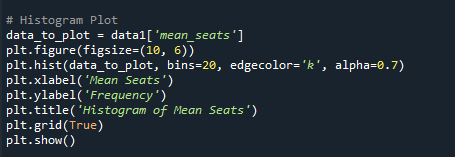 # Histogram Plot
data_to_plot = data1['mean_seats']
plt.figure(figsize=(10, 6))
plt.hist(data_to_plot, bins=20, edgecolor='k', alpha=0.7)
plt.xlabel('Mean Seats')
plt.ylabel('Frequency')
plt.title('Histogram of Mean Seats')
plt.grid(True)
plt.show()